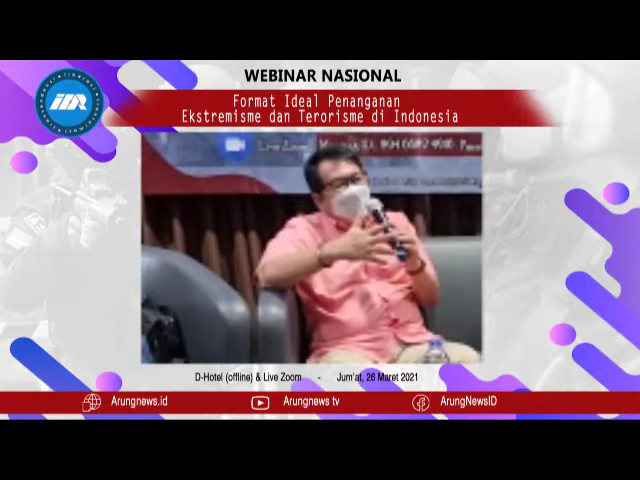 WEBINAR NASIONAL
Format Ideal Penanganan
Ekstremisme dan Terorisme di Indonesia
Live Zoom
D-Hotel (offline) & Live Zoom - Jum'at, 26 Maret 2021
Arungnews.id Arungnews tv ArungNewsID